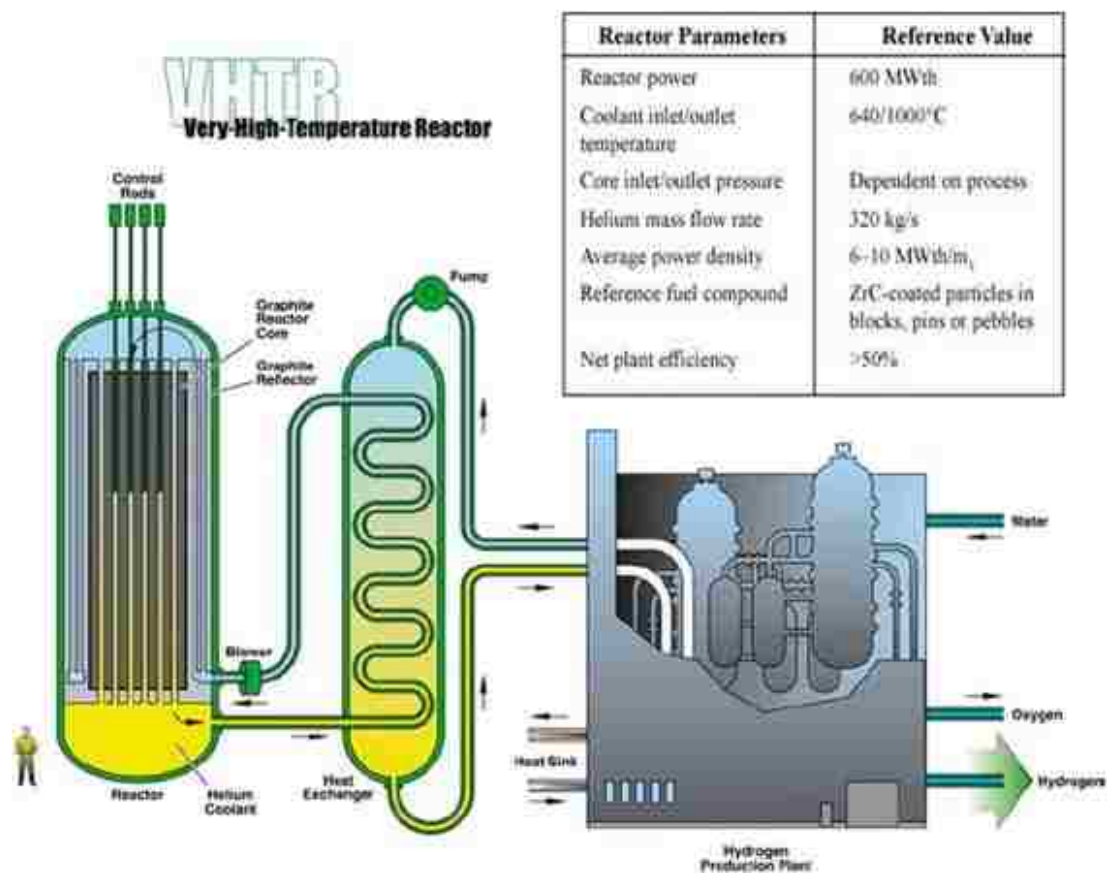 VHTR
Very-High-Temperature Reactor
Reactor Parameters Reference Value
Reactor power 600 MWth
Coolant inlet/outlet 640/1000°C
temperature
Core inlet/outlet pressure Dependent on process
Helium mass flow rate 320 kg/s
Average power density 6–10 MWth/m
Reference fuel compound ZrC-coated particles in
blocks, pins or pebbles
Net plant efficiency >50%
Control
Rods
Pump
Graphite
Reactor
Core
Graphite
Reflector
Blower
Water
Oxygen
Heat Sink
Hydrogen
Reactor
Helium
Coolant
Heat
Exchanger
Hydrogen
Production Plant